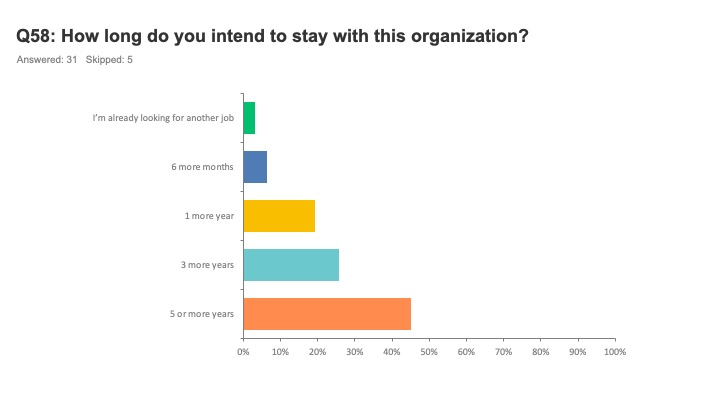 Q58: How long do you intend to stay with this organization?
Answered: 31   Skipped: 5
I'm already looking for another job
6 more months
1 more year
3 more years
5 or more years
0% 10% 20% 30% 40% 50% 60% 70% 80% 90% 100%